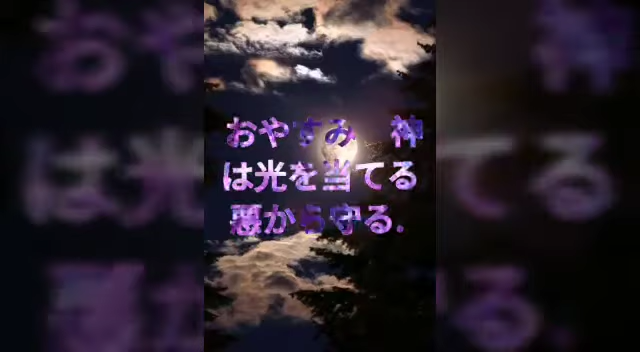 おやすみ　神
は光を当てる
悪から守る.